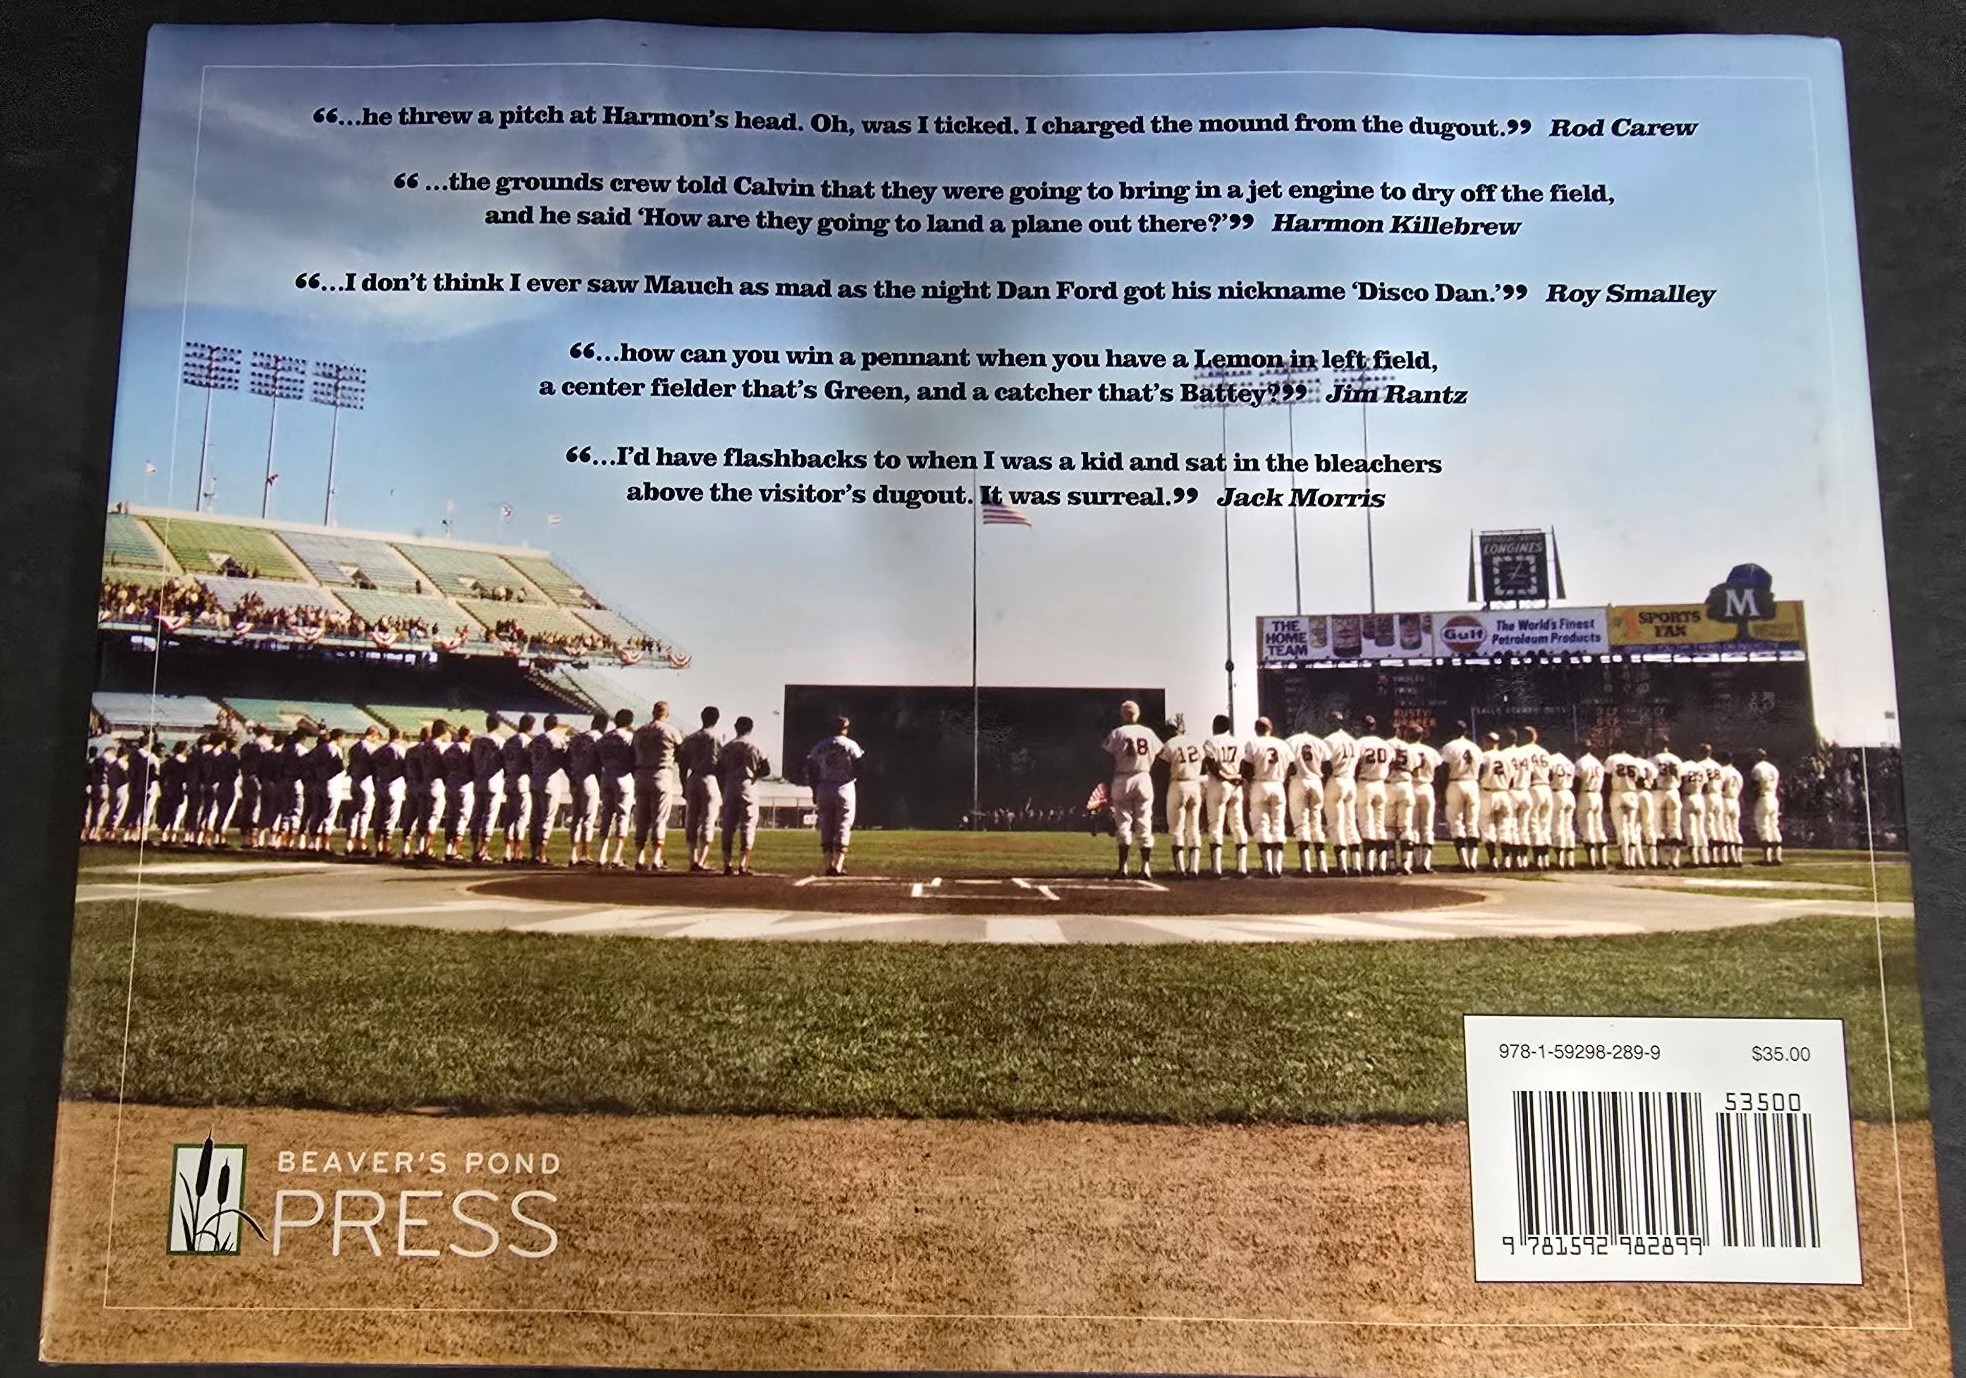 “...he threw a pitch at Harmon’s head. Oh, was I ticked. I charged the mound from the dugout.” Rod Carew
“...the grounds crew told Calvin that they were going to bring in a jet engine to dry off the field,
and he said ‘How are they going to land a plane out there?’” Harmon Killebrew
“...I don’t think I ever saw Mauch as mad as the night Dan Ford got his nickname ‘Disco Dan.’” Roy Smalley
“...how can you win a pennant when you have a Lemon in left field,
a center fielder that’s Green, and a catcher that’s Battey?” Jim Rantz
“...I’d have flashbacks to when I was a kid and sat in the bleachers
above the visitor’s dugout. It was surreal.” Jack Morris
LONGINES
THE
HOME
TEAM
Gulf
The World's Finest
Petroleum Products
#1 SPORTS
FAN
M
18 12 17 3 6 11 20 5 4 2 34 46 26 28
BEAVER'S POND
PRESS
978-1-59298-289-9 $35.00
53500
9 781592 982899